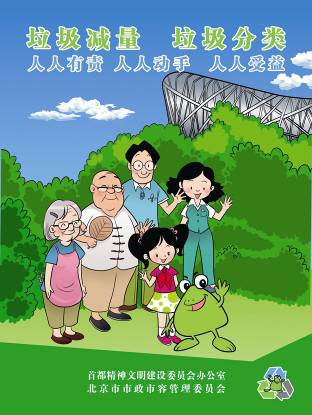 垃圾减量 垃圾分类
人人有责 人人动手 人人受益
首都精神文明建设委员会办公室
北京市市政市容管理委员会